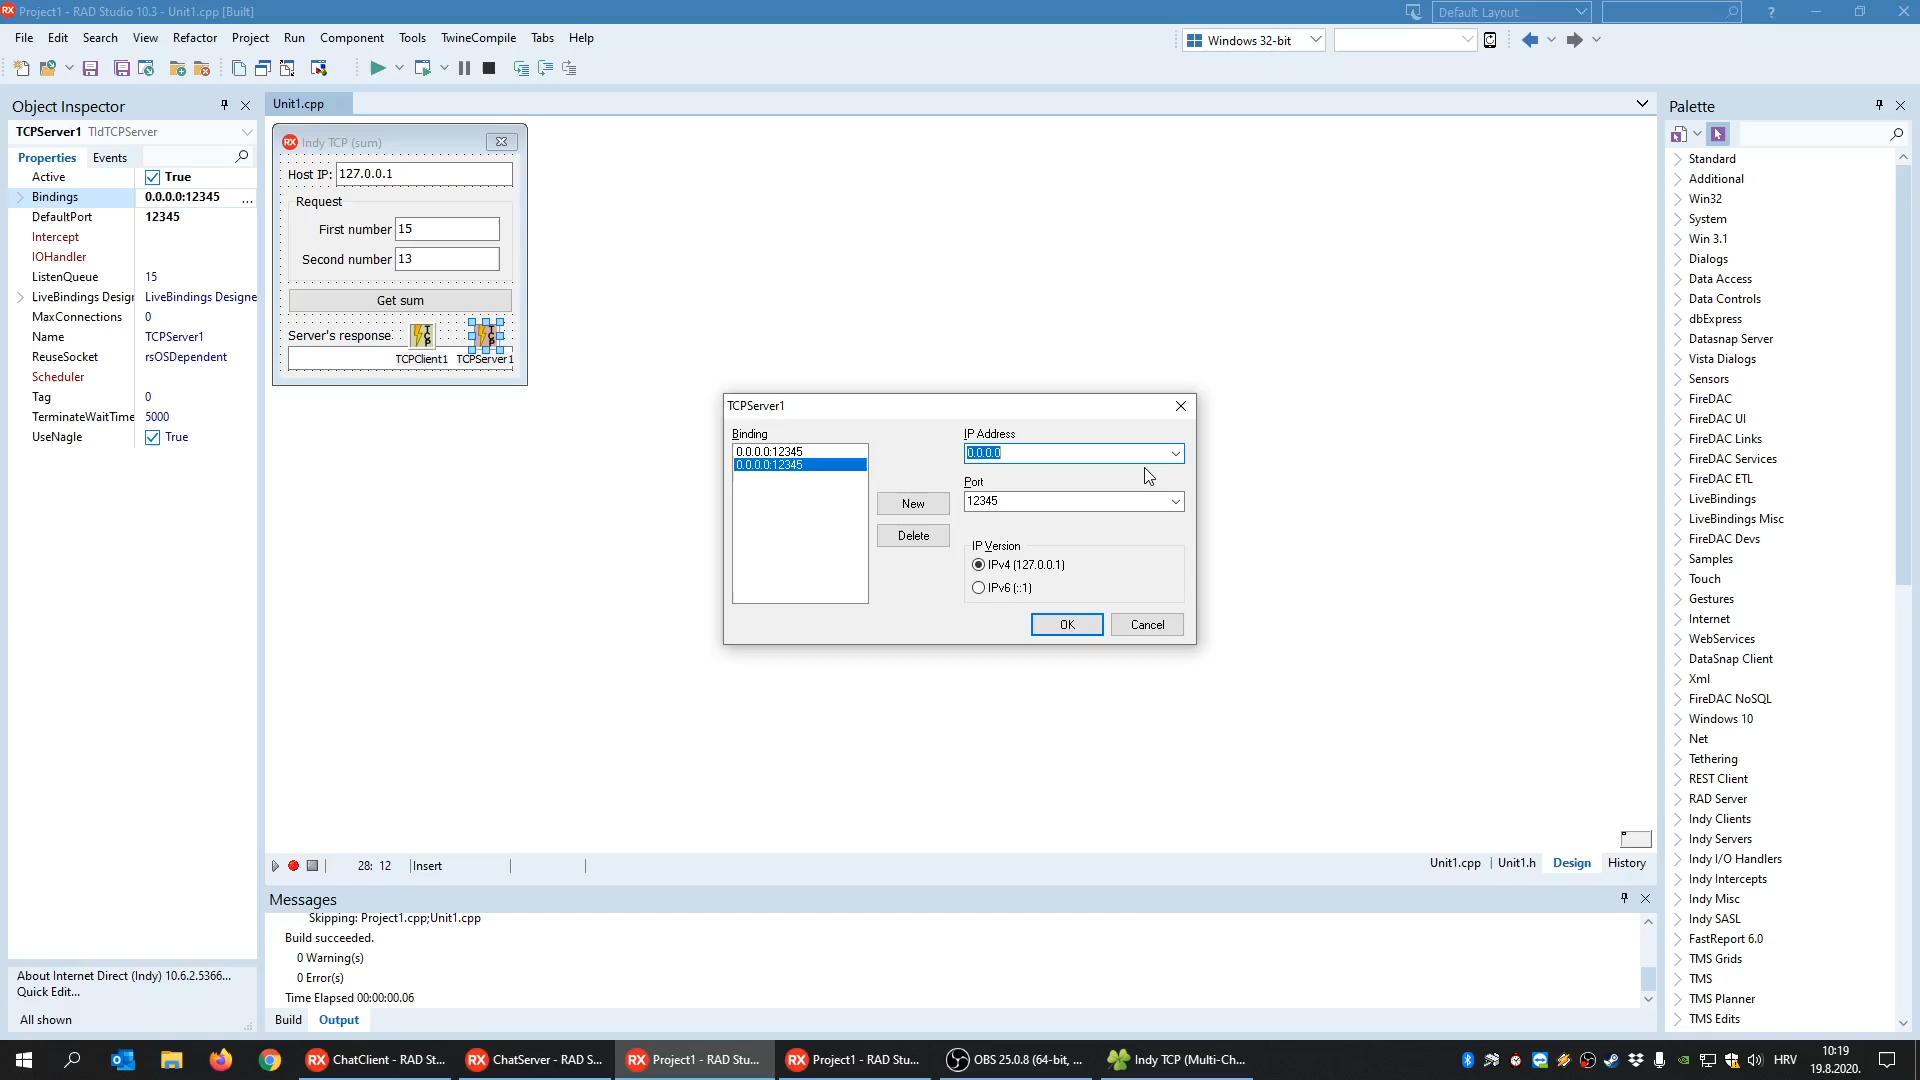 Project1 - RAD Studio 10.3 - Unit1.cpp [Built]
Default Layout
File Edit Search View Refactor Project Run Component Tools TwineCompile Tabs Help
Windows 32-bit
Object Inspector
TCPServer1 TIdTCPServer
Properties Events
Active True
Bindings 0.0.0.0:12345 ...
DefaultPort 12345
Intercept
IOHandler
ListenQueue 15
LiveBindings Design LiveBindings Designe
MaxConnections 0
Name TCPServer1
ReuseSocket rsOSDependent
Scheduler
Tag 0
TerminateWaitTime 5000
UseNagle True
About Internet Direct (Indy) 10.6.2.5366...
Quick Edit...
All shown
Unit1.cpp
Indy TCP (sum)
Host IP: 127.0.0.1
Request
First number 15
Second number 13
Get sum
Server's response
TCPClient1 TCPServer1
TCPServer1
Binding
0.0.0.0:12345
0.0.0.0:12345
New
Delete
IP Address
0.0.0.0
Port
12345
IP Version
IPv4 (127.0.0.1)
IPv6 (::1)
OK Cancel
28: 12 Insert
Unit1.cpp Unit1.h Design History
Messages
Skipping: Project1.cpp;Unit1.cpp
Build succeeded.
0 Warning(s)
0 Error(s)
Time Elapsed 00:00:00.06
Build Output
Palette
Standard
Additional
Win32
System
Win 3.1
Dialogs
Data Access
Data Controls
dbExpress
Datasnap Server
Vista Dialogs
Sensors
FireDAC
FireDAC UI
FireDAC Links
FireDAC Services
FireDAC ETL
LiveBindings
LiveBindings Misc
FireDAC Devs
Samples
Touch
Gestures
Internet
WebServices
DataSnap Client
Xml
FireDAC NoSQL
Windows 10
Net
Tethering
REST Client
RAD Server
Indy Clients
Indy Servers
Indy I/O Handlers
Indy Intercepts
Indy Misc
Indy SASL
FastReport 6.0
TMS Grids
TMS
TMS Planner
TMS Edits
ChatClient - RAD St... ChatServer - RAD S... Project1 - RAD Stu... Project1 - RAD Stu... OBS 25.0.8 (64-bit, ... Indy TCP (Multi-Ch...
HRV
10:19
19.8.2020.